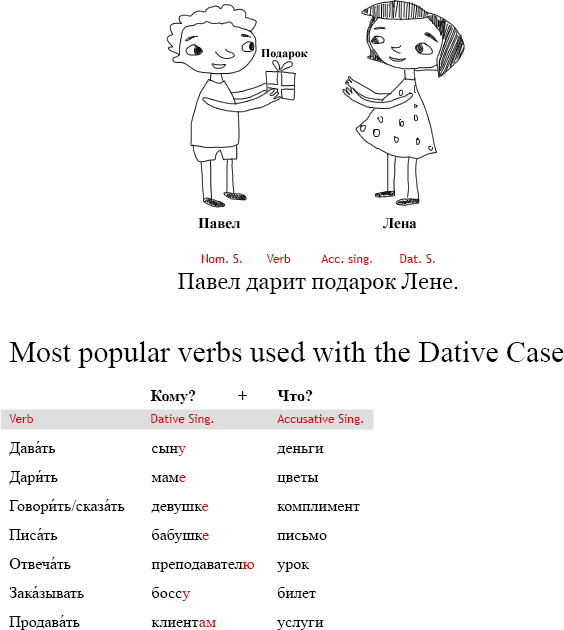 Подарок
Павел Лена
Nom. S. Verb Acc. sing. Dat. S.
Павел дарит подарок Лене.
Most popular verbs used with the Dative Case
Кому? + Что?
Verb Dative Sing. Accusative Sing.
Дава́ть сыну деньги
Дари́ть маме цветы
Говори́ть/сказа́ть девушке комплимент
Писа́ть бабушке письмо
Отвеча́ть преподавателю урок
Зака́зывать боссу билет
Продава́ть клиентам услуги